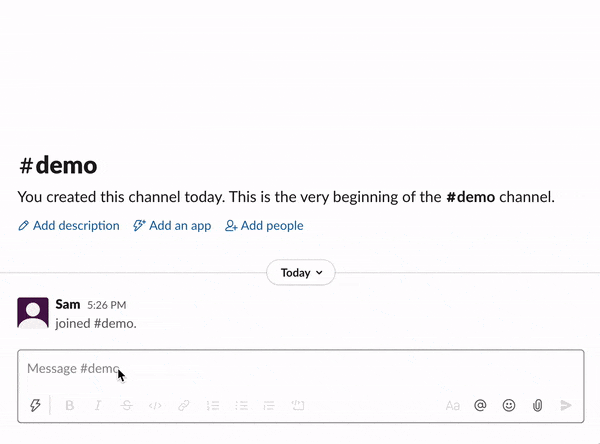 #demo
You created this channel today. This is the very beginning of the #demo channel.
Add description Add an app Add people
Today
Sam 5:26 PM
joined #demo.
Message #demo
B I S </> Aa @